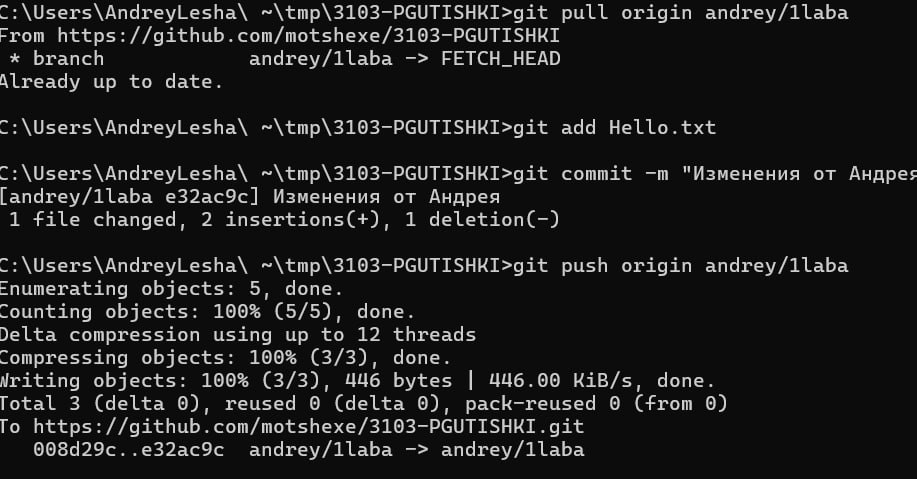 C:\Users\AndreyLesha\ ~\tmp\3103-PGUTISHKI>git pull origin andrey/1laba
From https://github.com/motshexe/3103-PGUTISHKI
 * branch            andrey/1laba -> FETCH_HEAD
Already up to date.

C:\Users\AndreyLesha\ ~\tmp\3103-PGUTISHKI>git add Hello.txt

C:\Users\AndreyLesha\ ~\tmp\3103-PGUTISHKI>git commit -m "Изменения от Андрея
[andrey/1laba e32ac9c] Изменения от Андрея
 1 file changed, 2 insertions(+), 1 deletion(-)

C:\Users\AndreyLesha\ ~\tmp\3103-PGUTISHKI>git push origin andrey/1laba
Enumerating objects: 5, done.
Counting objects: 100% (5/5), done.
Delta compression using up to 12 threads
Compressing objects: 100% (3/3), done.
Writing objects: 100% (3/3), 446 bytes | 446.00 KiB/s, done.
Total 3 (delta 0), reused 0 (delta 0), pack-reused 0 (from 0)
To https://github.com/motshexe/3103-PGUTISHKI.git
   008d29c..e32ac9c  andrey/1laba -> andrey/1laba